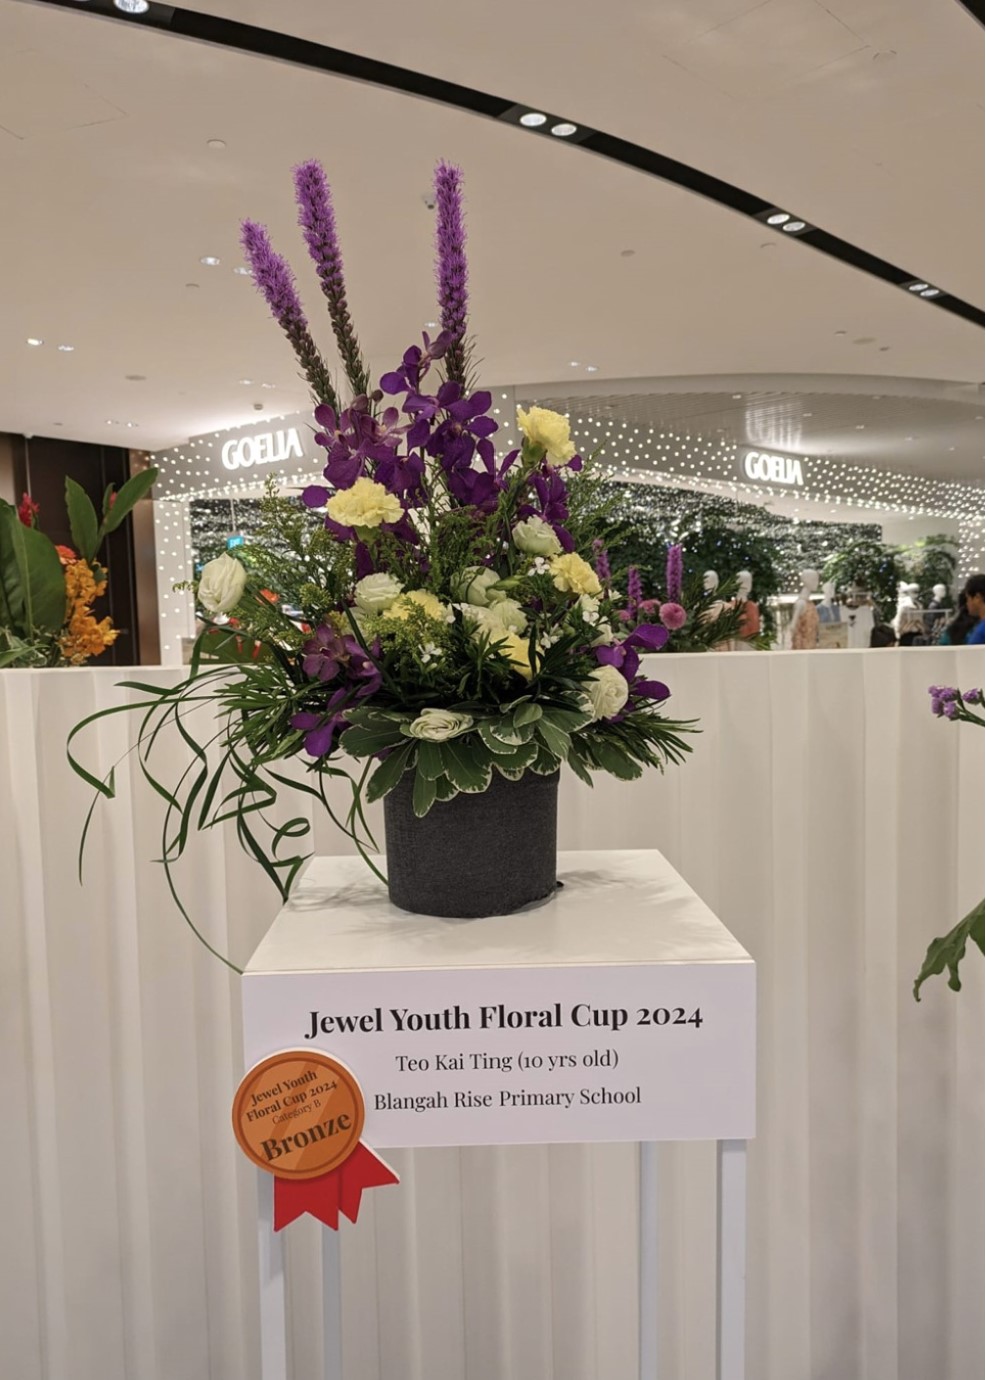 GOELIA
GOELIA
Jewel Youth Floral Cup 2024
Teo Kai Ting (10 yrs old)
Blangah Rise Primary School
Jewel Youth
Floral Cup 2024
Category B
Bronze